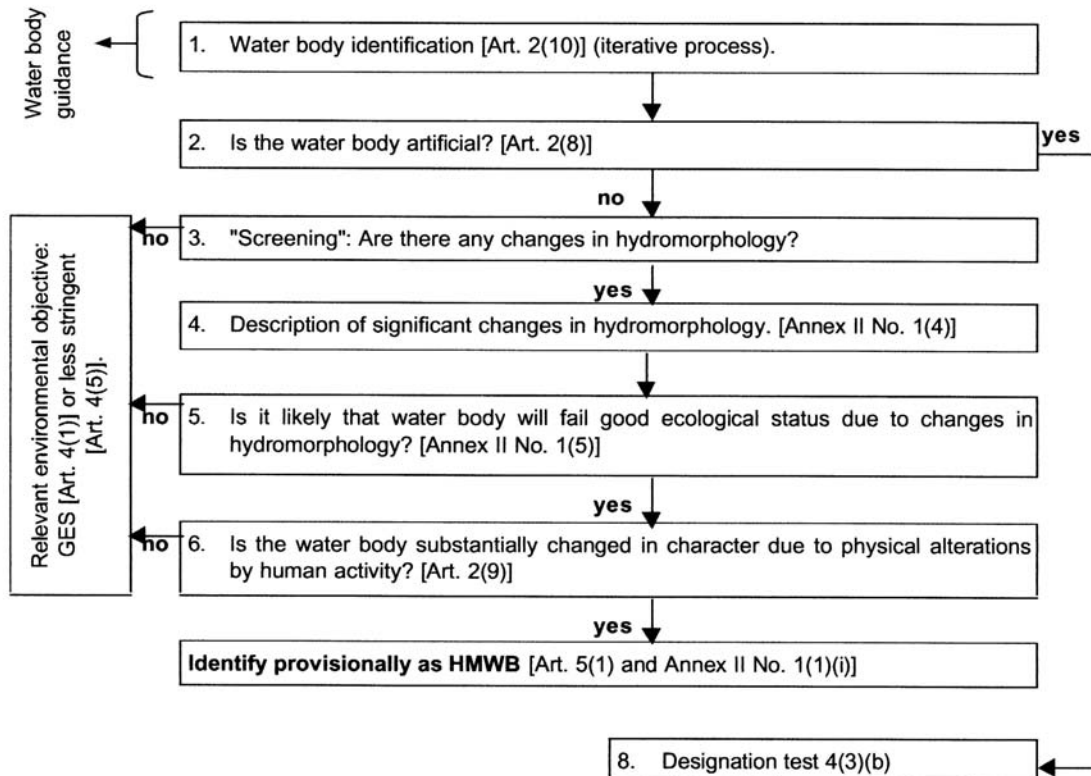 Water body
guidance
1. Water body identification [Art. 2(10)] (iterative process).
2. Is the water body artificial? [Art. 2(8)]
yes
no
Relevant environmental objective:
GES [Art. 4(1)] or less stringent
[Art. 4(5)].
no
3. "Screening": Are there any changes in hydromorphology?
yes
4. Description of significant changes in hydromorphology. [Annex II No. 1(4)]
no
5. Is it likely that water body will fail good ecological status due to changes in
hydromorphology? [Annex II No. 1(5)]
yes
no
6. Is the water body substantially changed in character due to physical alterations
by human activity? [Art. 2(9)]
yes
Identify provisionally as HMWB [Art. 5(1) and Annex II No. 1(1)(i)]
8. Designation test 4(3)(b)